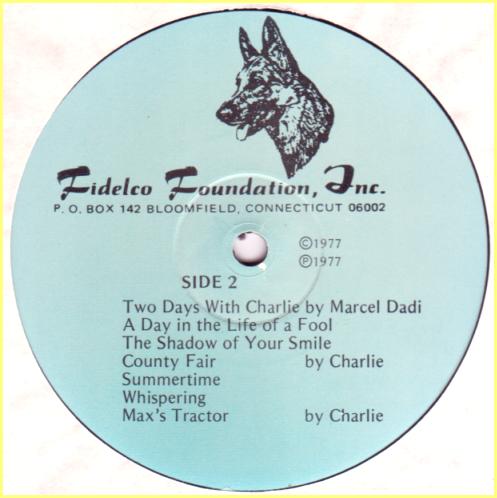 Fidelco Foundation, Inc.
P. O. BOX 142 BLOOMFIELD, CONNECTICUT 06002
©1977
℗1977
SIDE 2
Two Days With Charlie by Marcel Dadi
A Day in the Life of a Fool
The Shadow of Your Smile
County Fair by Charlie
Summertime
Whispering
Max's Tractor by Charlie